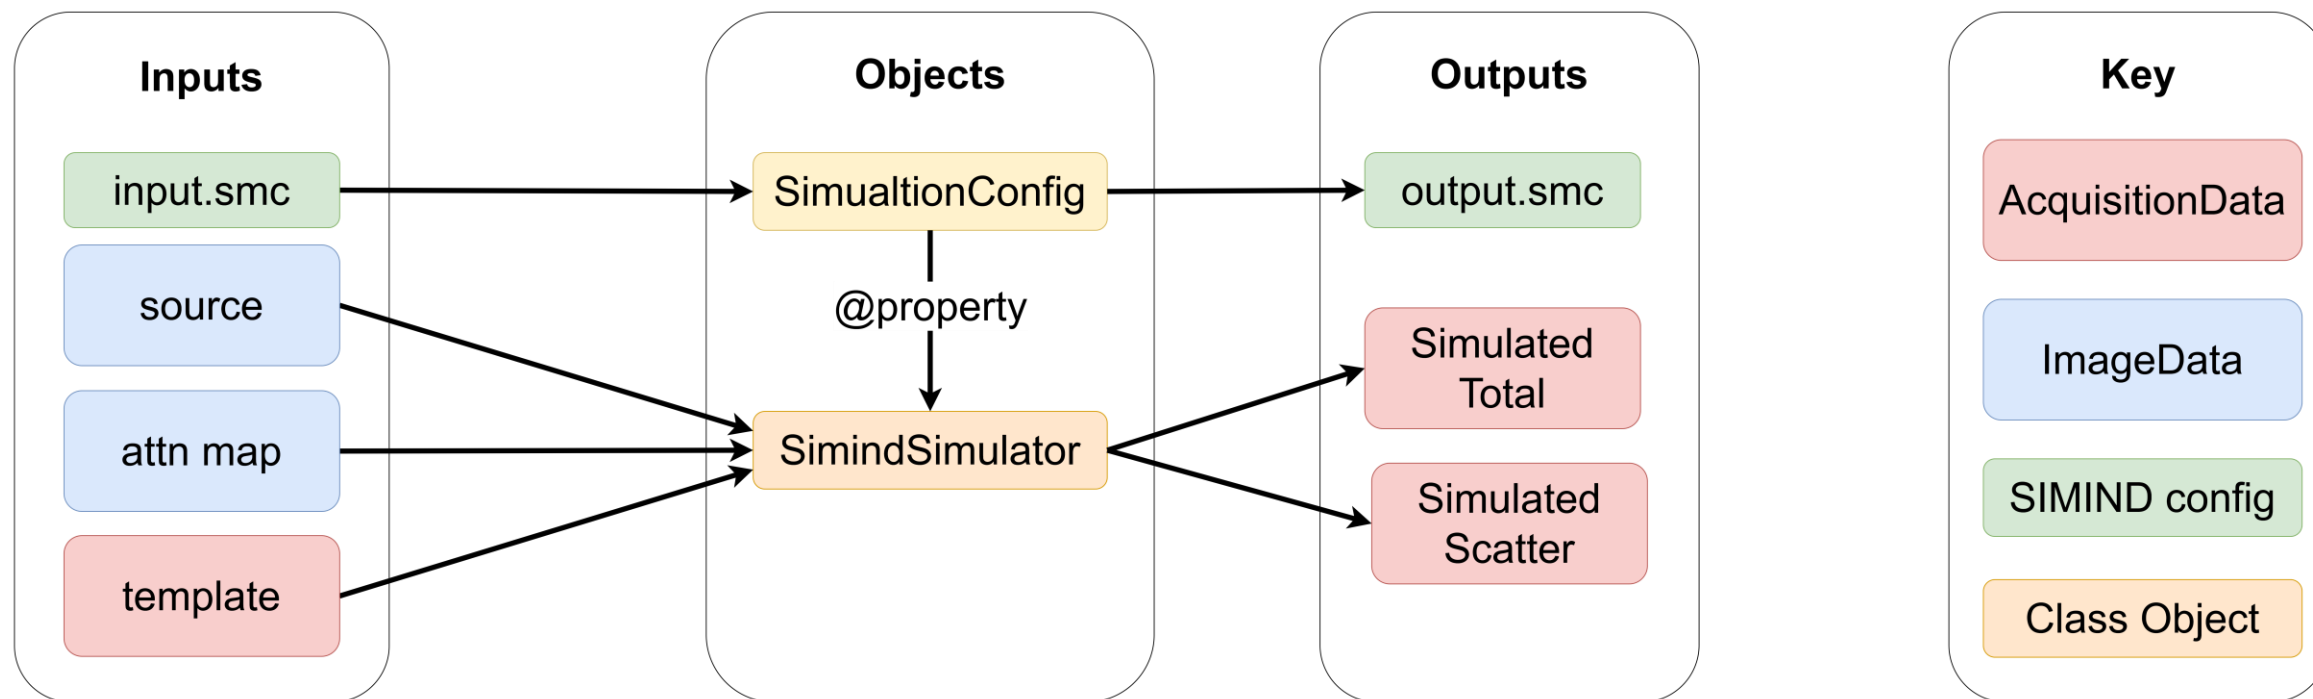 Inputs
input.smc
source
attn map
template
Objects
SimualtionConfig
@property
SimindSimulator
Outputs
output.smc
Simulated
Total
Simulated
Scatter
Key
AcquisitionData
ImageData
SIMIND config
Class Object